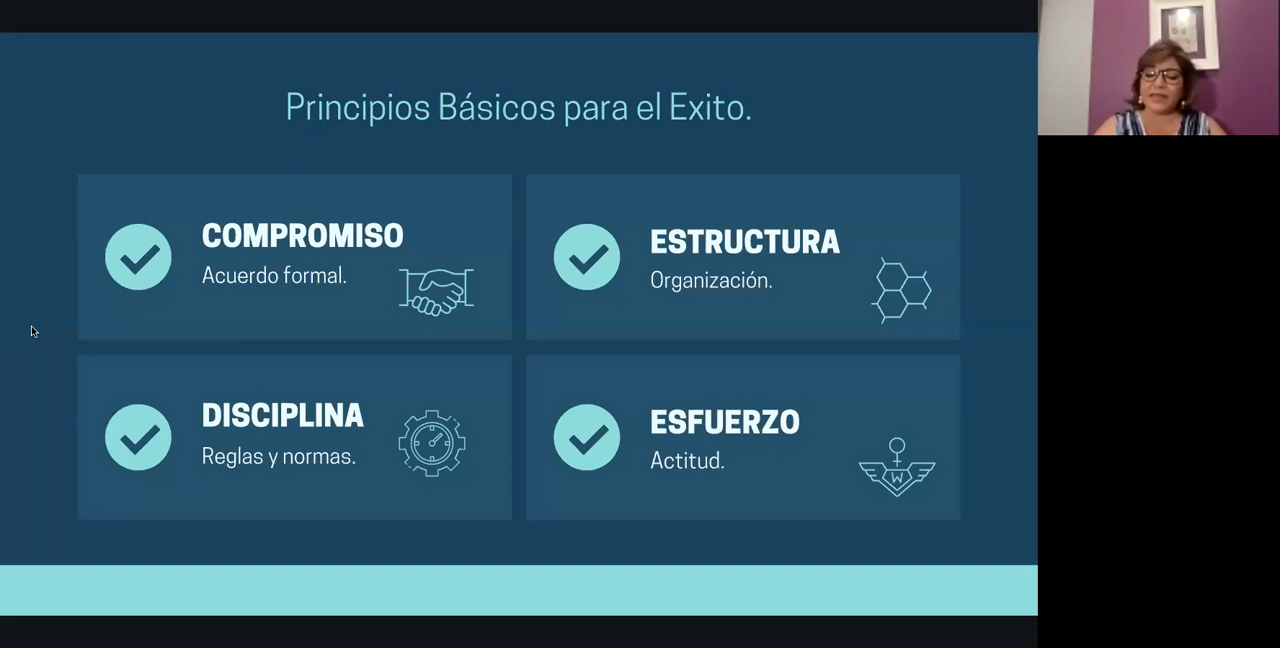 Principios Básicos para el Exito.
COMPROMISO
Acuerdo formal.
ESTRUCTURA
Organización.
DISCIPLINA
Reglas y normas.
ESFUERZO
Actitud.
W